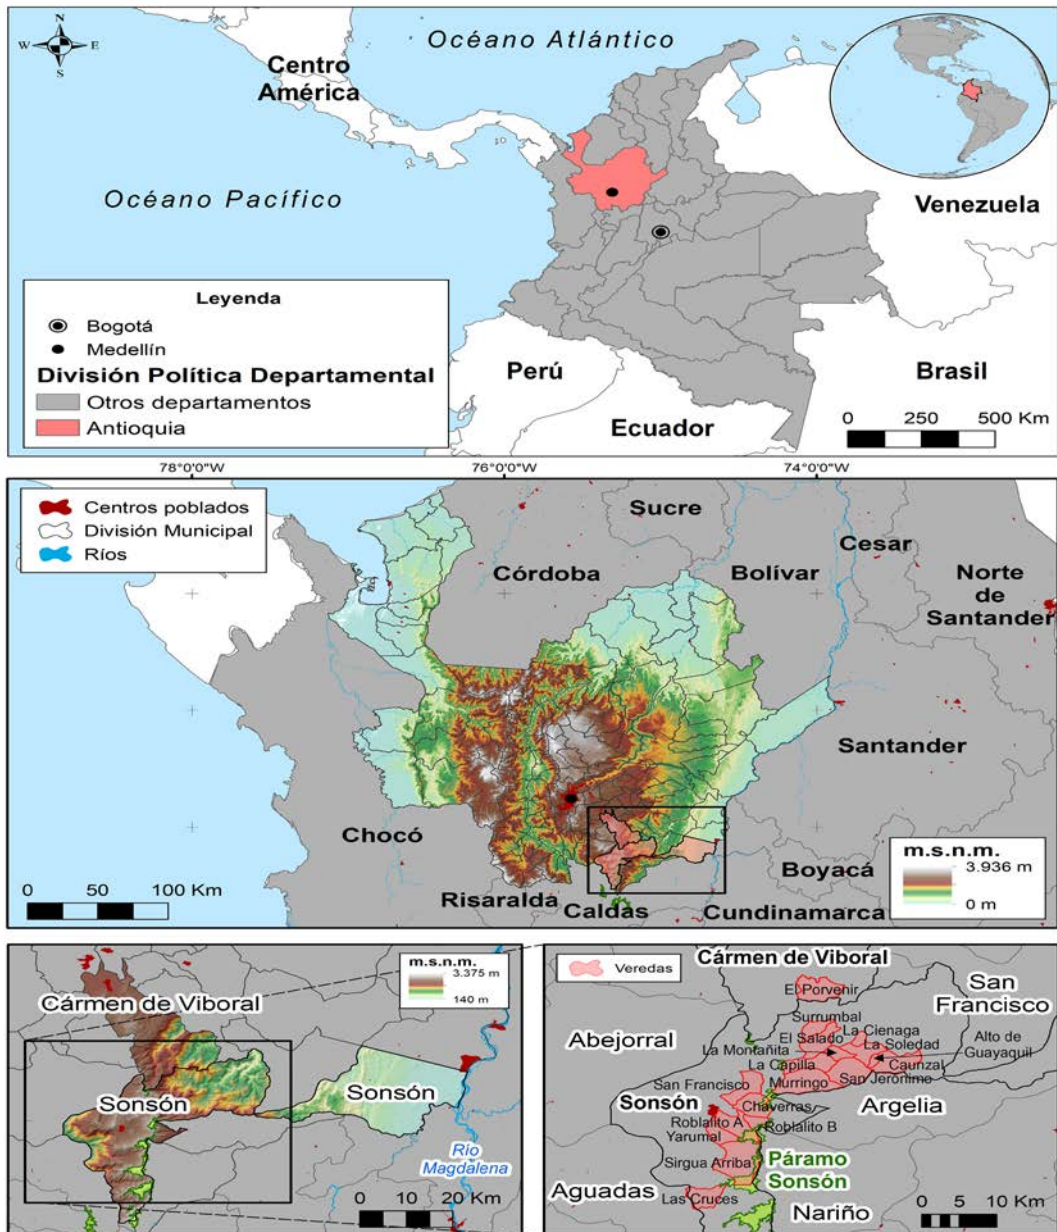 N
W
E
S
Océano Atlántico
Centro
América
Océano Pacífico
Venezuela
Leyenda
Bogotá
Medellín
División Política Departamental
Otros departamentos
Antioquia
Perú
Brasil
Ecuador
0 250 500 Km
78°0'0"W 76°0'0"W 74°0'0"W
Centros poblados
División Municipal
Ríos
Sucre
Cesar
Córdoba
Bolívar
Norte
de
Santander
Santander
Chocó
Boyacá
Risaralda
Caldas
Cundinamarca
0 50 100 Km
m.s.n.m.
3.936 m
0 m
m.s.n.m.
3.375 m
140 m
Cármen de Viboral
Sonsón
Sonsón
Río
Magdalena
0 10 20 Km
Veredas
Cármen de Viboral
El Porvenir
San
Francisco
Surrumbal
Abejorral
El Salado
La Cienaga
La Soledad
Alto de
Guayaquil
La Montañita
La Capilla
Caunzal
San Francisco
Murringo
San Jerónimo
Sonsón
Chaverras
Argelia
Roblalito A
Roblalito B
Yarumal
Sirgua Arriba
Páramo
Sonsón
Aguadas
Las Cruces
Nariño
0 5 10 Km